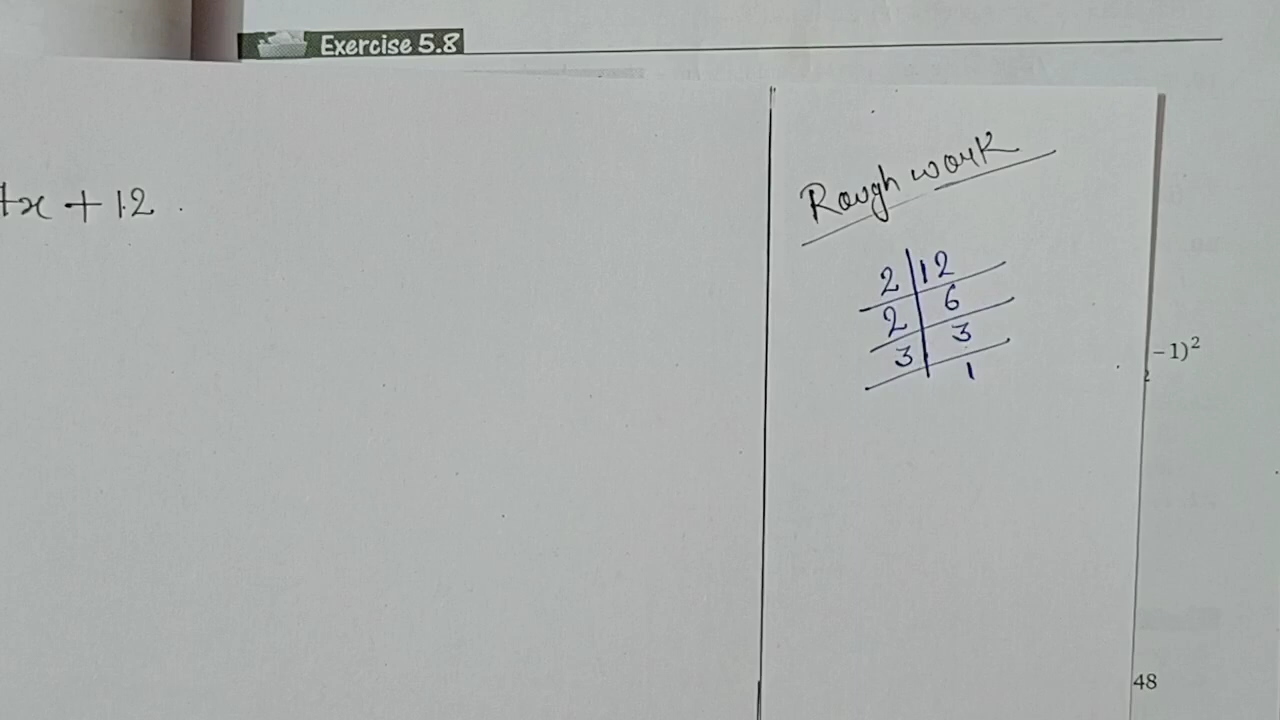 Exercise 5.8
x + 12
Rough work
2 12
2 6
3 3
1
-1)²
48